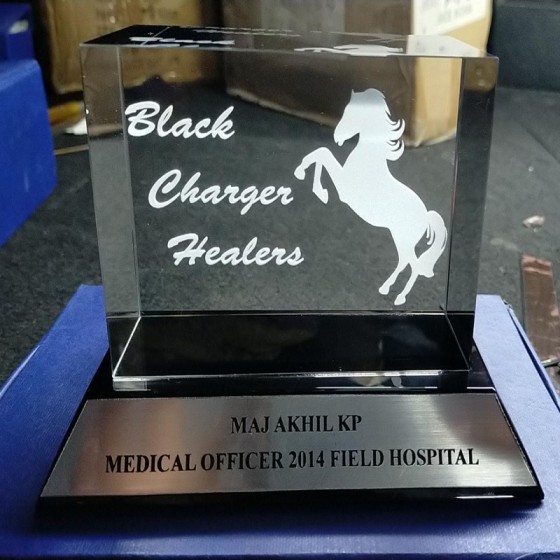 Black
Charger
Healers
MAJ AKHIL KP
MEDICAL OFFICER 2014 FIELD HOSPITAL